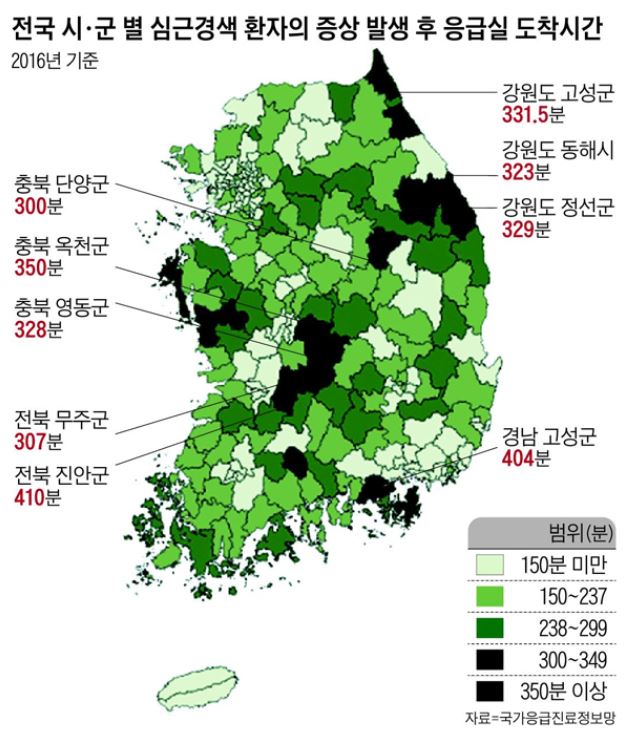 전국 시·군 별 심근경색 환자의 증상 발생 후 응급실 도착시간
2016년 기준
강원도 고성군
331.5분
강원도 동해시
323분
강원도 정선군
329분
충북 단양군
300분
충북 옥천군
350분
충북 영동군
328분
전북 무주군
307분
전북 진안군
410분
경남 고성군
404분
범위(분)
150분 미만
150~237
238~299
300~349
350분 이상
자료=국가응급진료정보망